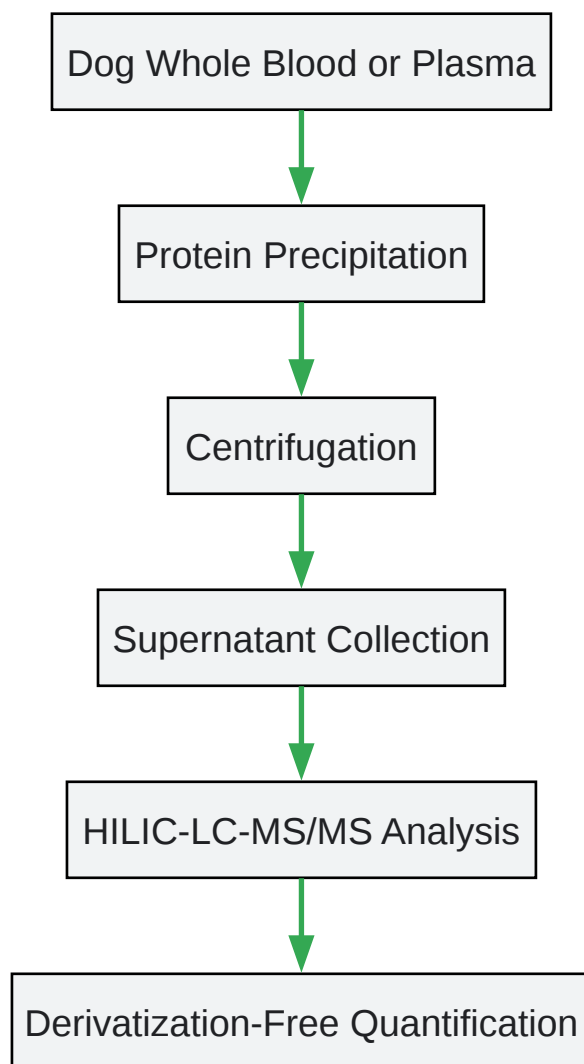 Dog Whole Blood or Plasma
Protein Precipitation
Centrifugation
Supernatant Collection
HILIC-LC-MS/MS Analysis
Derivatization-Free Quantification